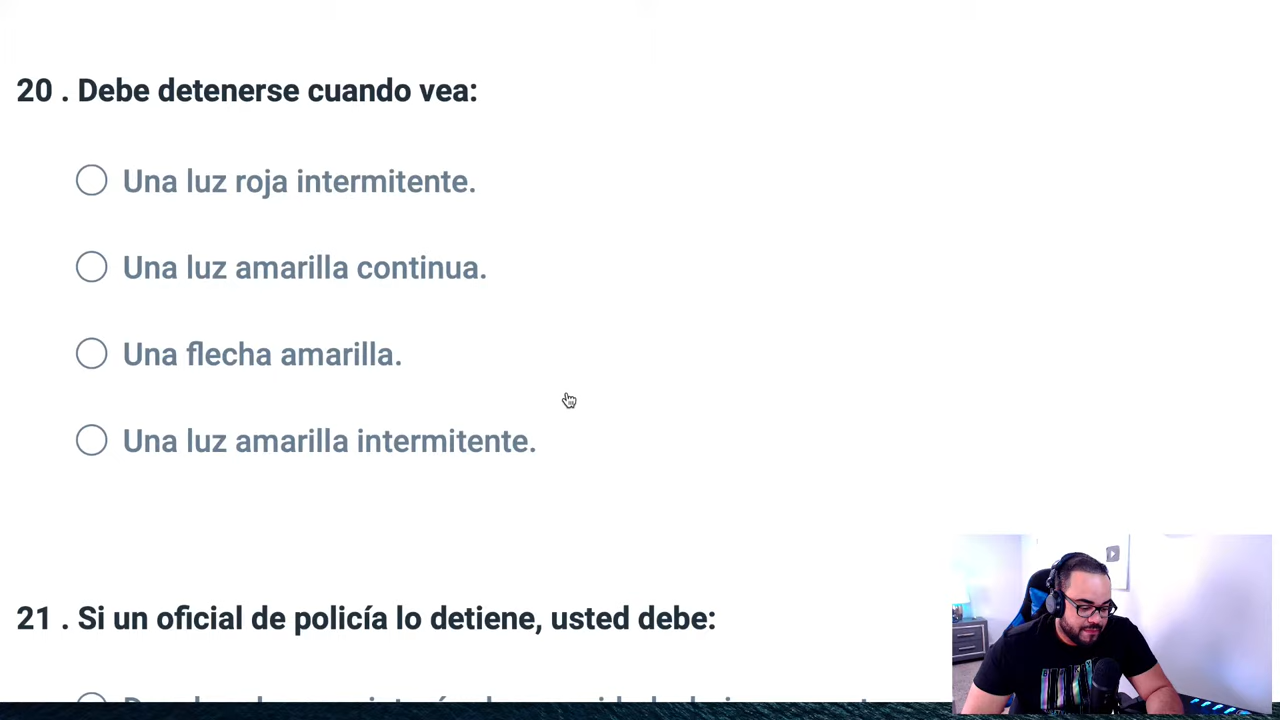 20 . Debe detenerse cuando vea:
Una luz roja intermitente.
Una luz amarilla continua.
Una flecha amarilla.
Una luz amarilla intermitente.
21 . Si un oficial de policía lo detiene, usted debe: